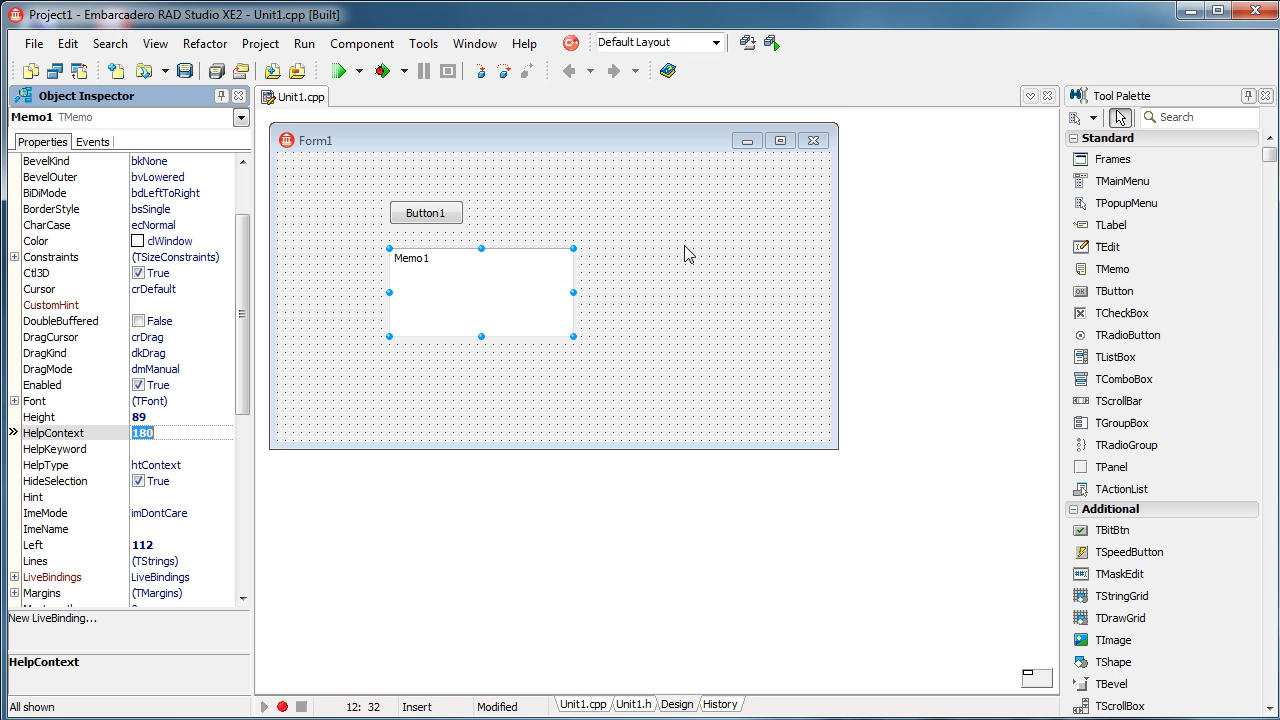 Project1 - Embarcadero RAD Studio XE2 - Unit1.cpp [Built]
File Edit Search View Refactor Project Run Component Tools Window Help
Default Layout
Object Inspector
Memo1 TMemo
Properties Events
BevelKind bkNone
BevelOuter bvLowered
BiDiMode bdLeftToRight
BorderStyle bsSingle
CharCase ecNormal
Color clWindow
Constraints (TSizeConstraints)
Ctl3D True
Cursor crDefault
CustomHint
DoubleBuffered False
DragCursor crDrag
DragKind dkDrag
DragMode dmManual
Enabled True
Font (TFont)
Height 89
HelpContext 180
HelpKeyword
HelpType htContext
HideSelection True
Hint
ImeMode imDontCare
ImeName
Left 112
Lines (TStrings)
LiveBindings LiveBindings
Margins (TMargins)
New LiveBinding...
HelpContext
All shown
Unit1.cpp
Form1
Button1
Memo1
12: 32 Insert Modified Unit1.cpp Unit1.h Design History
Tool Palette
Search
Standard
Frames
TMainMenu
TPopupMenu
TLabel
TEdit
TMemo
TButton
TCheckBox
TRadioButton
TListBox
TComboBox
TScrollBar
TGroupBox
TRadioGroup
TPanel
TActionList
Additional
TBitBtn
TSpeedButton
TMaskEdit
TStringGrid
TDrawGrid
TImage
TShape
TBevel
TScrollBox